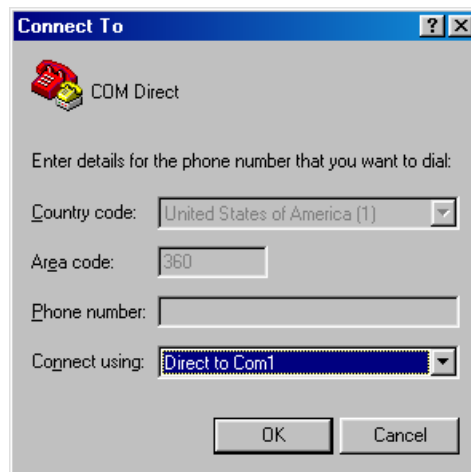 Connect To
COM Direct
Enter details for the phone number that you want to dial:
Country code: United States of America (1)
Area code: 360
Phone number:
Connect using: Direct to Com1
OK Cancel